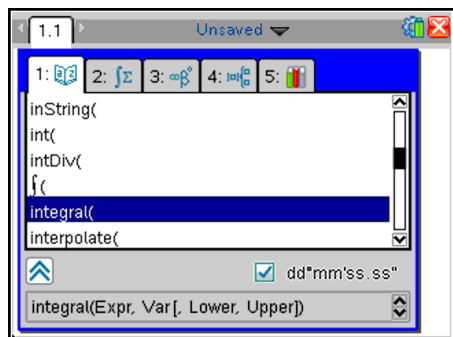 1.1 Unsaved
1: 2: ∫Σ 3: ∞β° 4: 5:
inString(
int(
intDiv(
∫(
integral(
interpolate(
dd°mm'ss.ss"
integral(Expr, Var[, Lower, Upper])